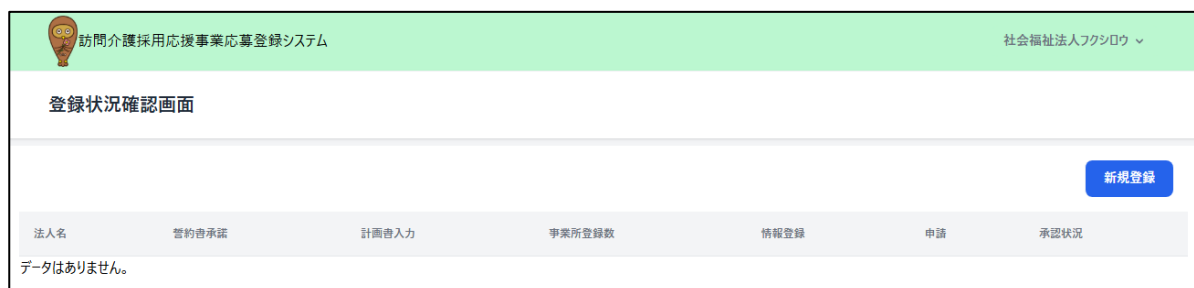 訪問介護採用応援事業応募登録システム 社会福祉法人フクシロウ
登録状況確認画面
新規登録
法人名 誓約書承諾 計画書入力 事業所登録数 情報登録 申請 承認状況
データはありません。